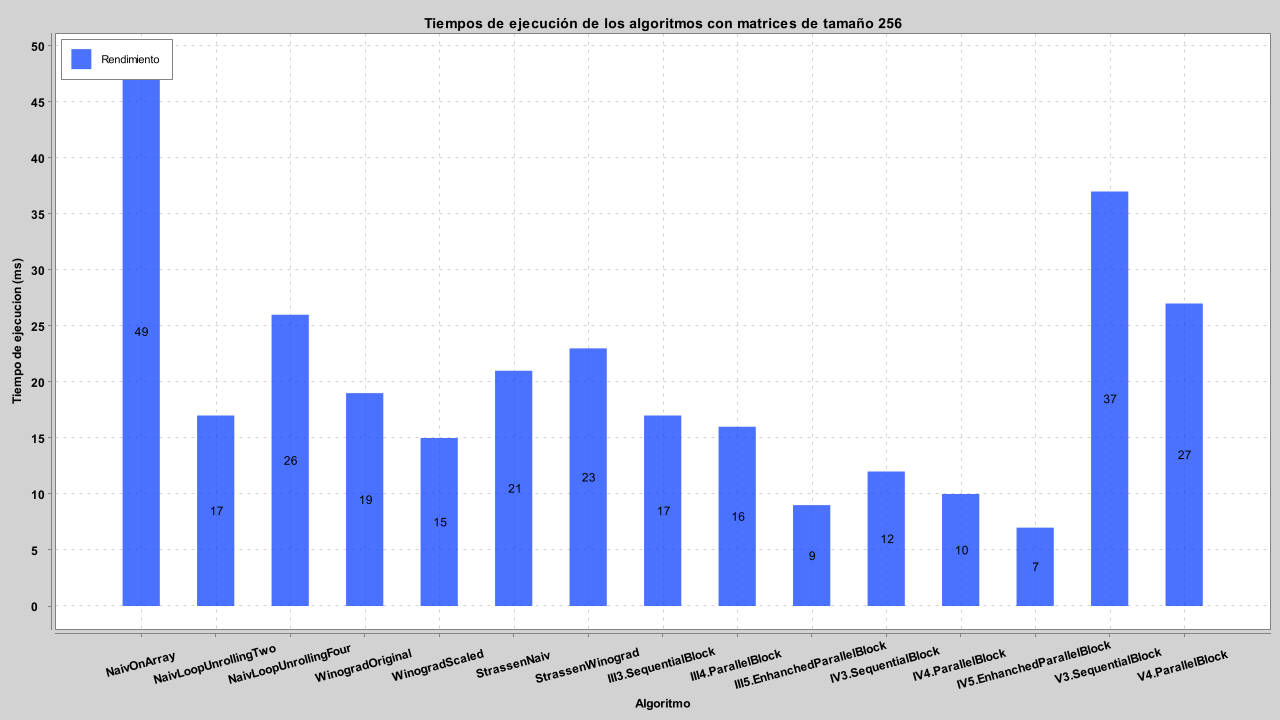 Tiempos de ejecución de los algoritmos con matrices de tamaño 256
Rendimiento
Tiempo de ejecucion (ms)
50
45
40
35
30
25
20
15
10
5
0
49
17
26
19
15
21
23
17
16
9
12
10
7
37
27
NaivOnArray
NaivLoopUnrollingTwo
NaivLoopUnrollingFour
WinogradOriginal
WinogradScaled
StrassenNaiv
StrassenWinograd
III3.SequentialBlock
III4.ParallelBlock
III5.EnhanchedParallelBlock
IV3.SequentialBlock
IV4.ParallelBlock
IV5.EnhanchedParallelBlock
V3.SequentialBlock
V4.ParallelBlock
Algoritmo